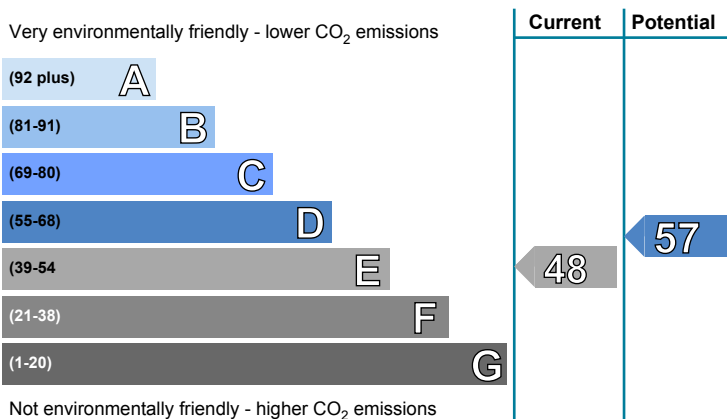 Very environmentally friendly - lower CO2 emissions
Current
Potential
(92 plus) A
(81-91) B
(69-80) C
(55-68) D
57
(39-54 E
48
(21-38) F
(1-20) G
Not environmentally friendly - higher CO2 emissions